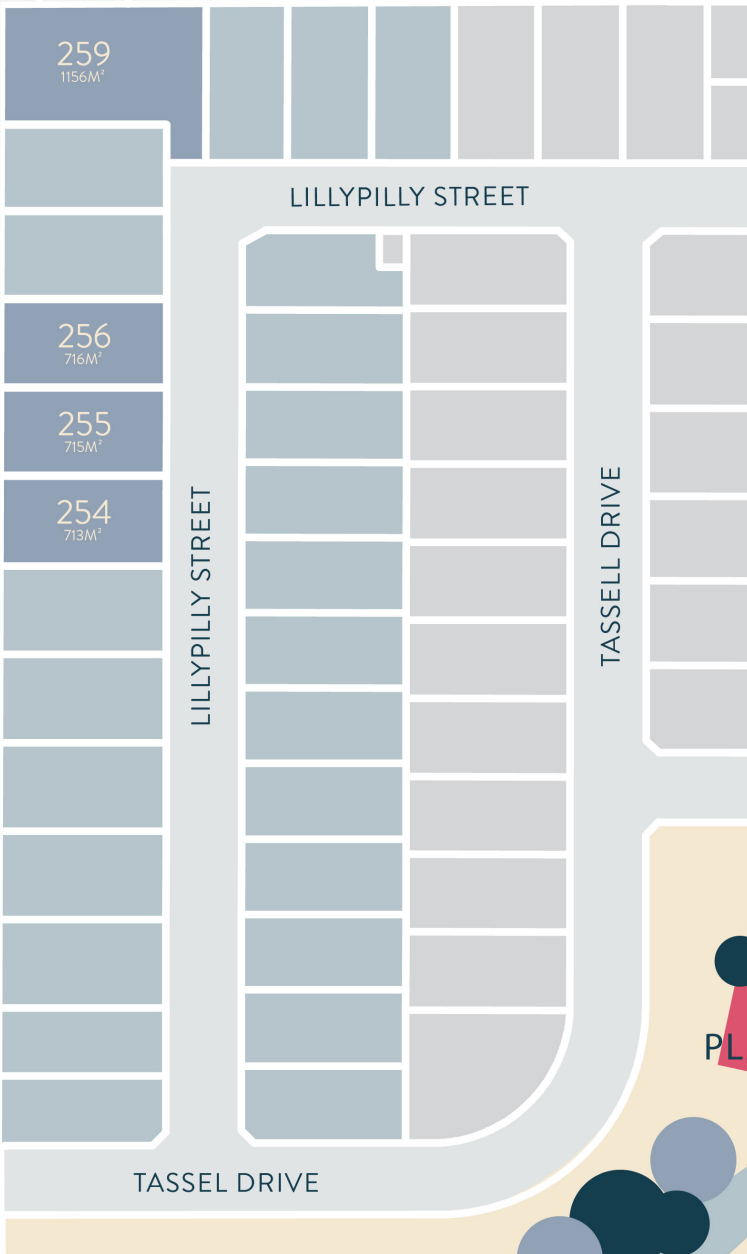 259
1156M²
LILLYPILLY STREET
256
716M²
255
715M²
254
713M²
LILLYPILLY STREET
TASSELL DRIVE
PL
TASSEL DRIVE